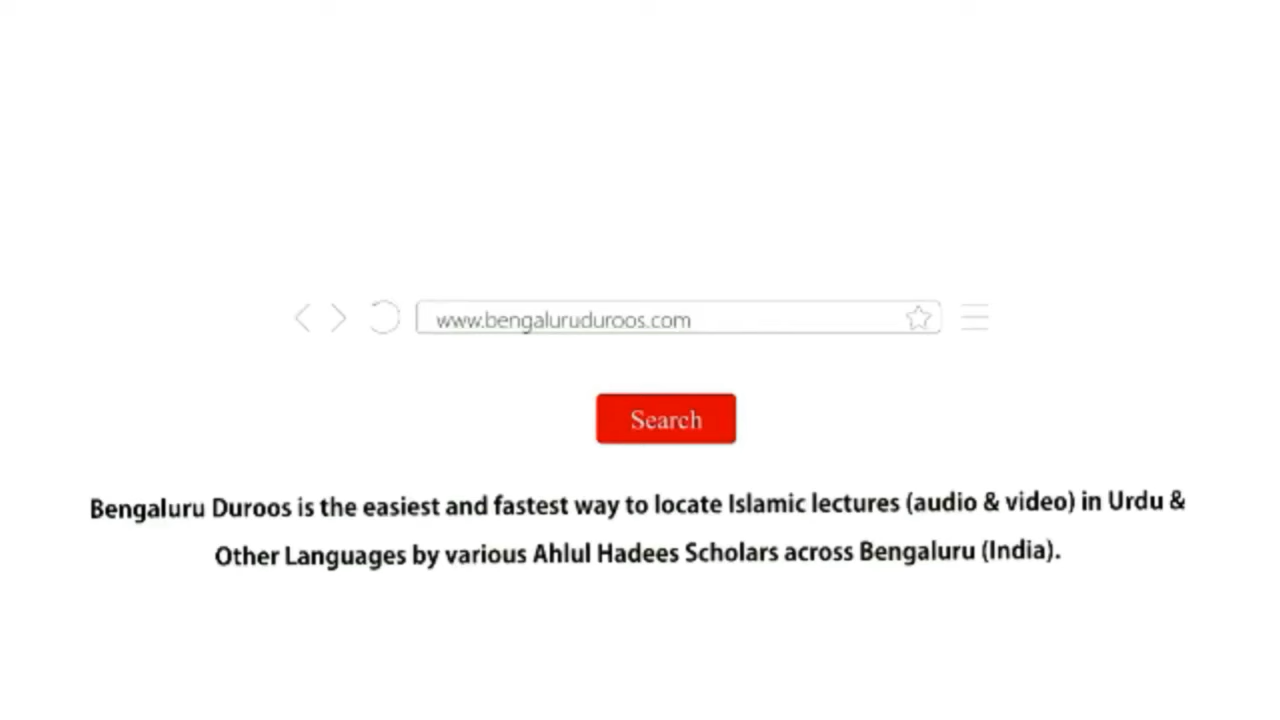 www.bengaluruduroos.com
Search
Bengaluru Duroos is the easiest and fastest way to locate Islamic lectures (audio & video) in Urdu &
Other Languages by various Ahlul Hadees Scholars across Bengaluru (India).